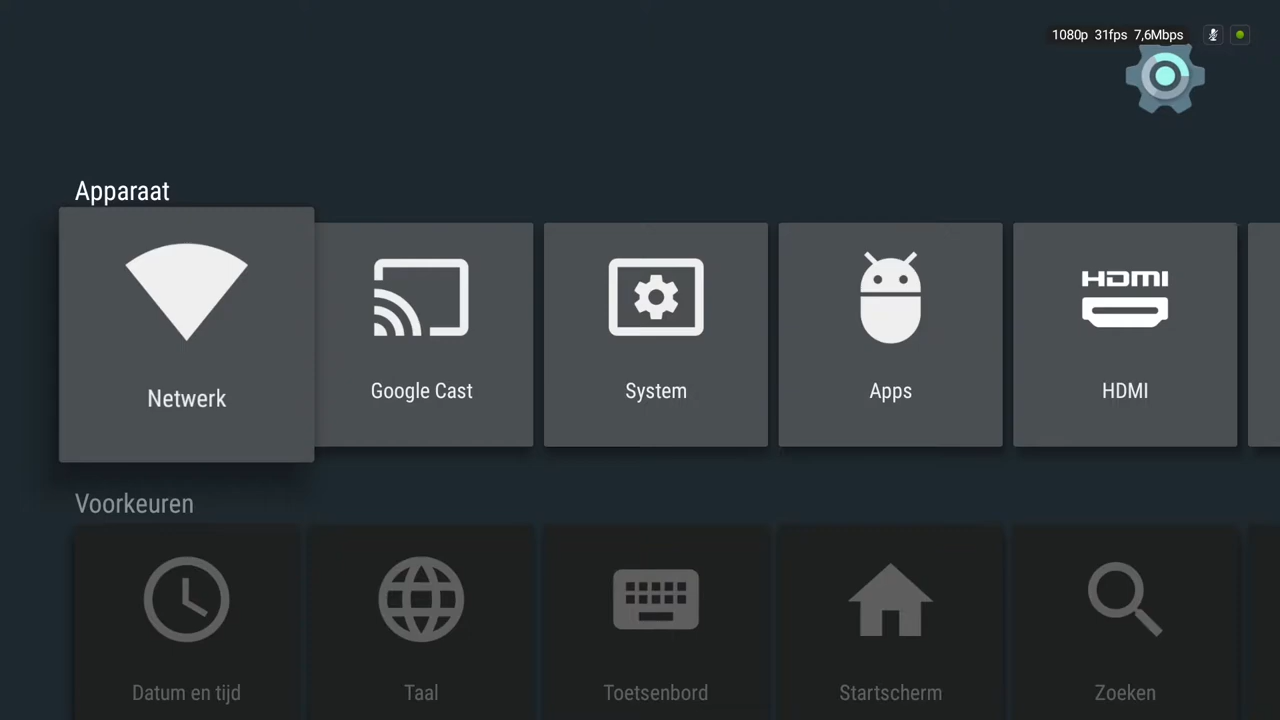 1080p 31fps 7,6Mbps
Apparaat
Netwerk
Google Cast
System
Apps
HDMI
HDMI
Voorkeuren
Datum en tijd
Taal
Toetsenbord
Startscherm
Zoeken